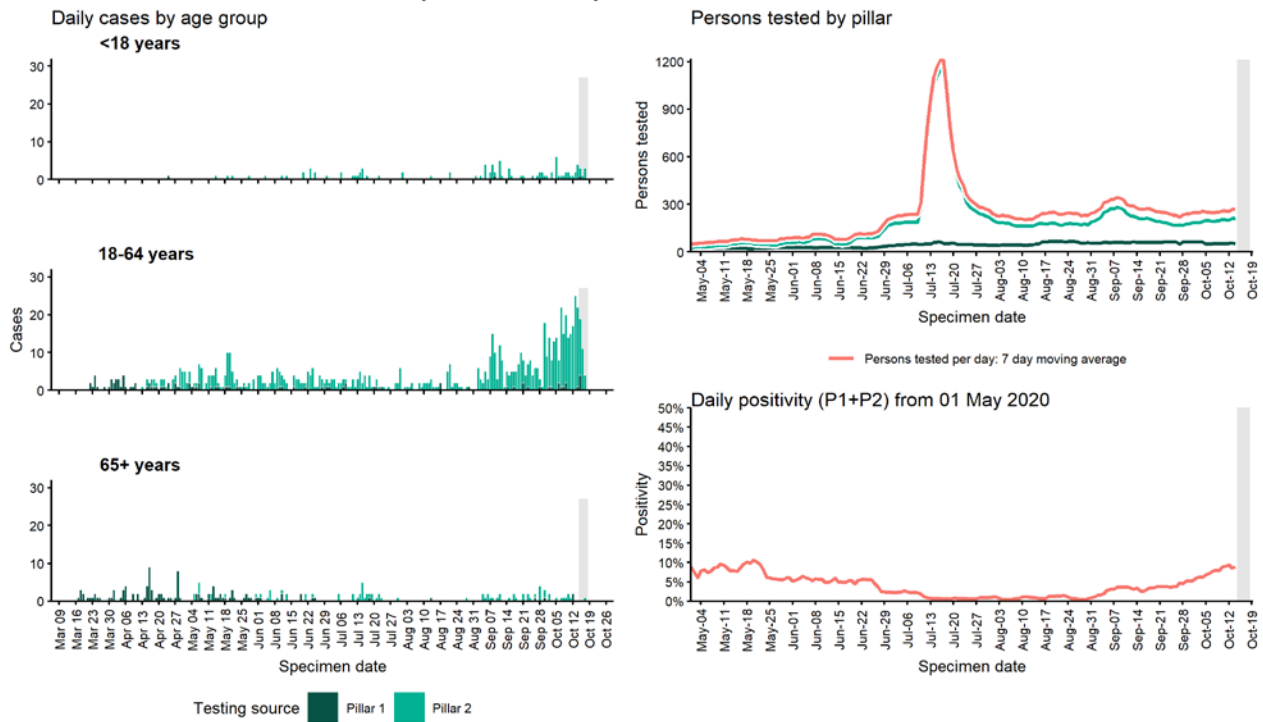 Daily cases by age group
<18 years
30
20
10
0
18-64 years
30
20
10
0
Cases
65+ years
30
20
10
0
Mar 09
Mar 16
Mar 23
Mar 30
Apr 06
Apr 13
Apr 20
Apr 27
May 04
May 11
May 18
May 25
Jun 01
Jun 08
Jun 15
Jun 22
Jun 29
Jul 06
Jul 13
Jul 20
Jul 27
Aug 03
Aug 10
Aug 17
Aug 24
Aug 31
Sep 07
Sep 14
Sep 21
Sep 28
Oct 05
Oct 12
Oct 19
Oct 26
Specimen date
Testing source Pillar 1 Pillar 2
Persons tested by pillar
1200
900
600
300
0
Persons tested
May-04
May-11
May-18
May-25
Jun-01
Jun-08
Jun-15
Jun-22
Jun-29
Jul-06
Jul-13
Jul-20
Jul-27
Aug-03
Aug-10
Aug-17
Aug-24
Aug-31
Sep-07
Sep-14
Sep-21
Sep-28
Oct-05
Oct-12
Oct-19
Specimen date
Persons tested per day: 7 day moving average
Daily positivity (P1+P2) from 01 May 2020
50%
45%
40%
35%
30%
25%
20%
15%
10%
5%
0%
Positivity
May-04
May-11
May-18
May-25
Jun-01
Jun-08
Jun-15
Jun-22
Jun-29
Jul-06
Jul-13
Jul-20
Jul-27
Aug-03
Aug-10
Aug-17
Aug-24
Aug-31
Sep-07
Sep-14
Sep-21
Sep-28
Oct-05
Oct-12
Oct-19
Specimen date